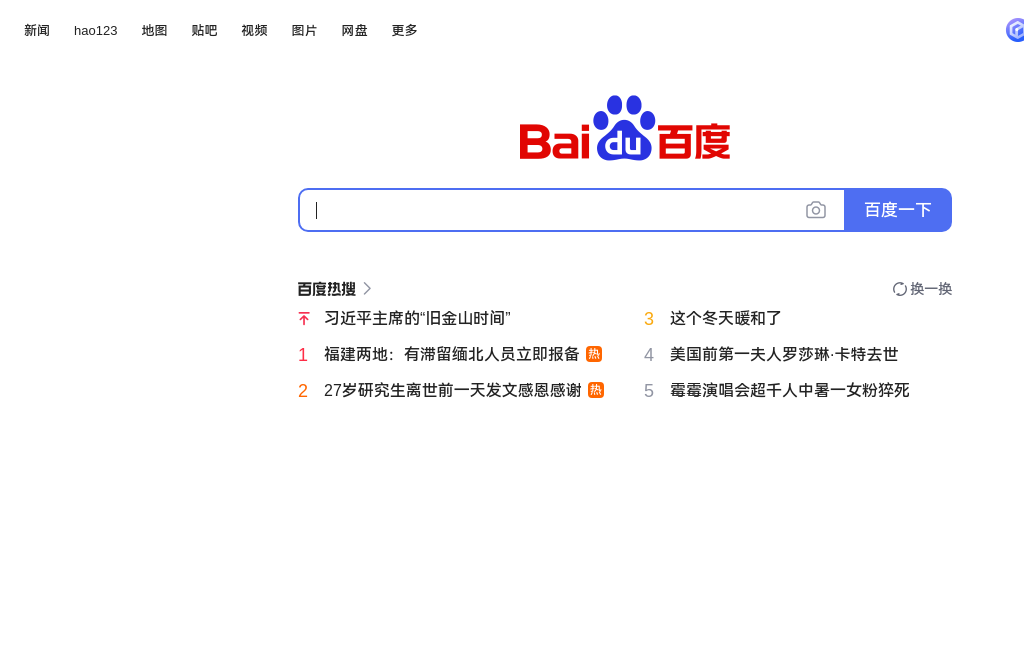 新闻 hao123 地图 贴吧 视频 图片 网盘 更多
Bai du 百度
百度一下
百度热搜 换一换
习近平主席的“旧金山时间”
3 这个冬天暖和了
1 福建两地：有滞留缅北人员立即报备 热
4 美国前第一夫人罗莎琳·卡特去世
2 27岁研究生离世前一天发文感恩感谢 热
5 霉霉演唱会超千人中暑一女粉猝死